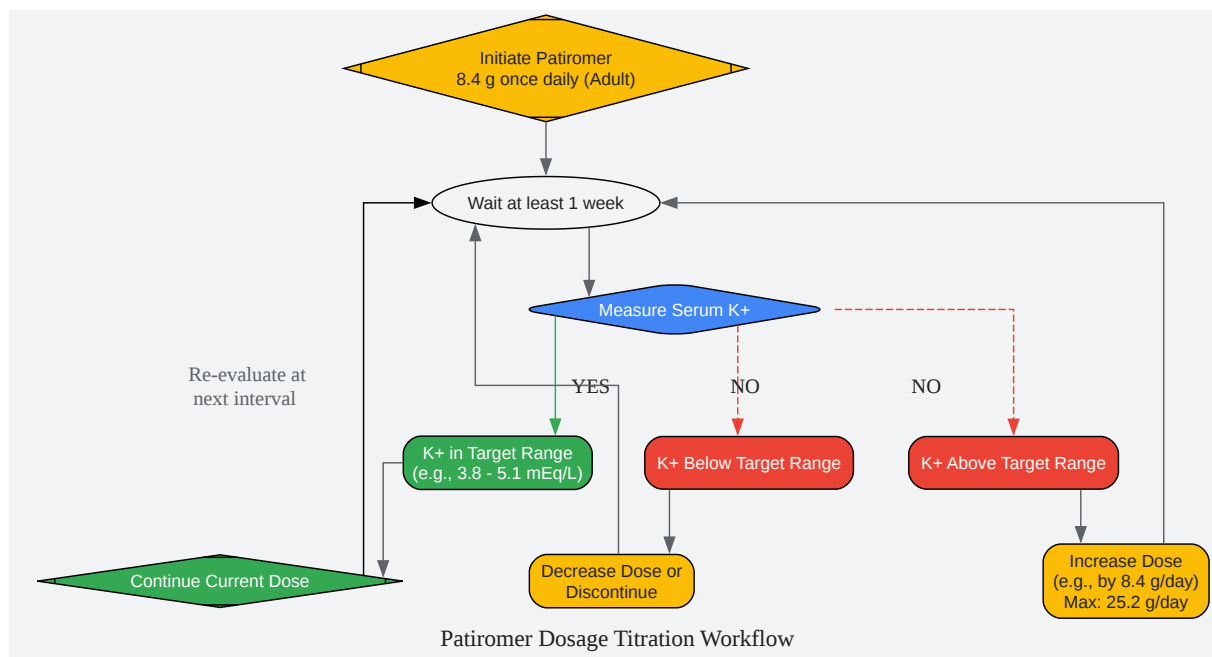 Initiate Patiromer
8.4 g once daily (Adult)
Wait at least 1 week
Measure Serum K+
Re-evaluate at
next interval
YES
NO
NO
K+ in Target Range
(e.g., 3.8 - 5.1 mEq/L)
K+ Below Target Range
K+ Above Target Range
Continue Current Dose
Decrease Dose or
Discontinue
Increase Dose
(e.g., by 8.4 g/day)
Max: 25.2 g/day
Patiromer Dosage Titration Workflow